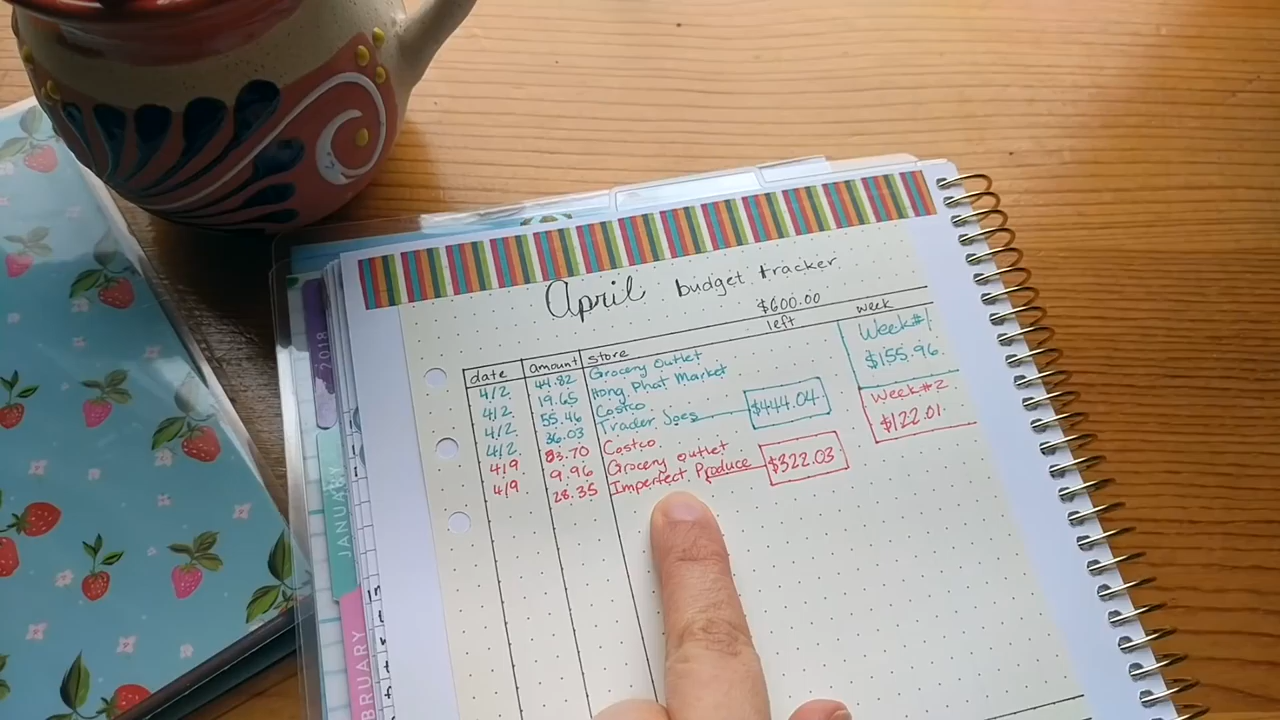 April budget tracker
$600.00
date amount store left week
4/2 44.82 Grocery Outlet
4/2 19.65 Hong Phat Market
4/2 55.46 Costco
4/2 36.03 Trader Joes $444.04
83.70 Costco
4/9 9.96 Grocery Outlet
4/9 28.35 Imperfect Produce $322.03
Week #1
$155.96
Week #2
$122.01
2018
JANUARY
BRUARY